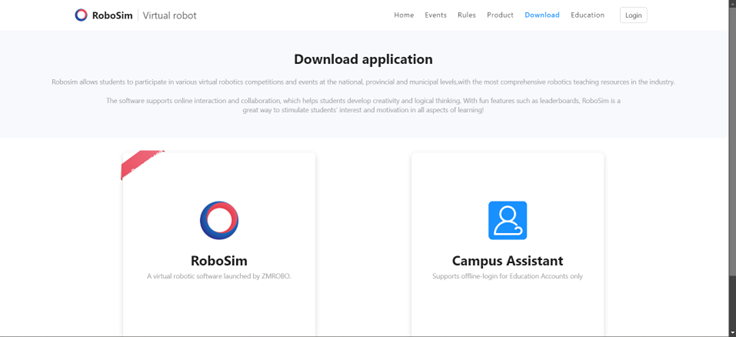 RoboSim | Virtual robot
Home Events Rules Product Download Education Login
Download application
Robosim allows students to participate in various virtual robotics competitions and events at the national, provincial and municipal levels,with the most comprehensive robotics teaching resources in the industry.
The software supports online interaction and collaboration, which helps students develop creativity and logical thinking. With fun features such as leaderboards, RoboSim is a
great way to stimulate students' interest and motivation in all aspects of learning!
RoboSim
A virtual robotic software launched by ZMROBO.
Campus Assistant
Supports offline-login for Education Accounts only